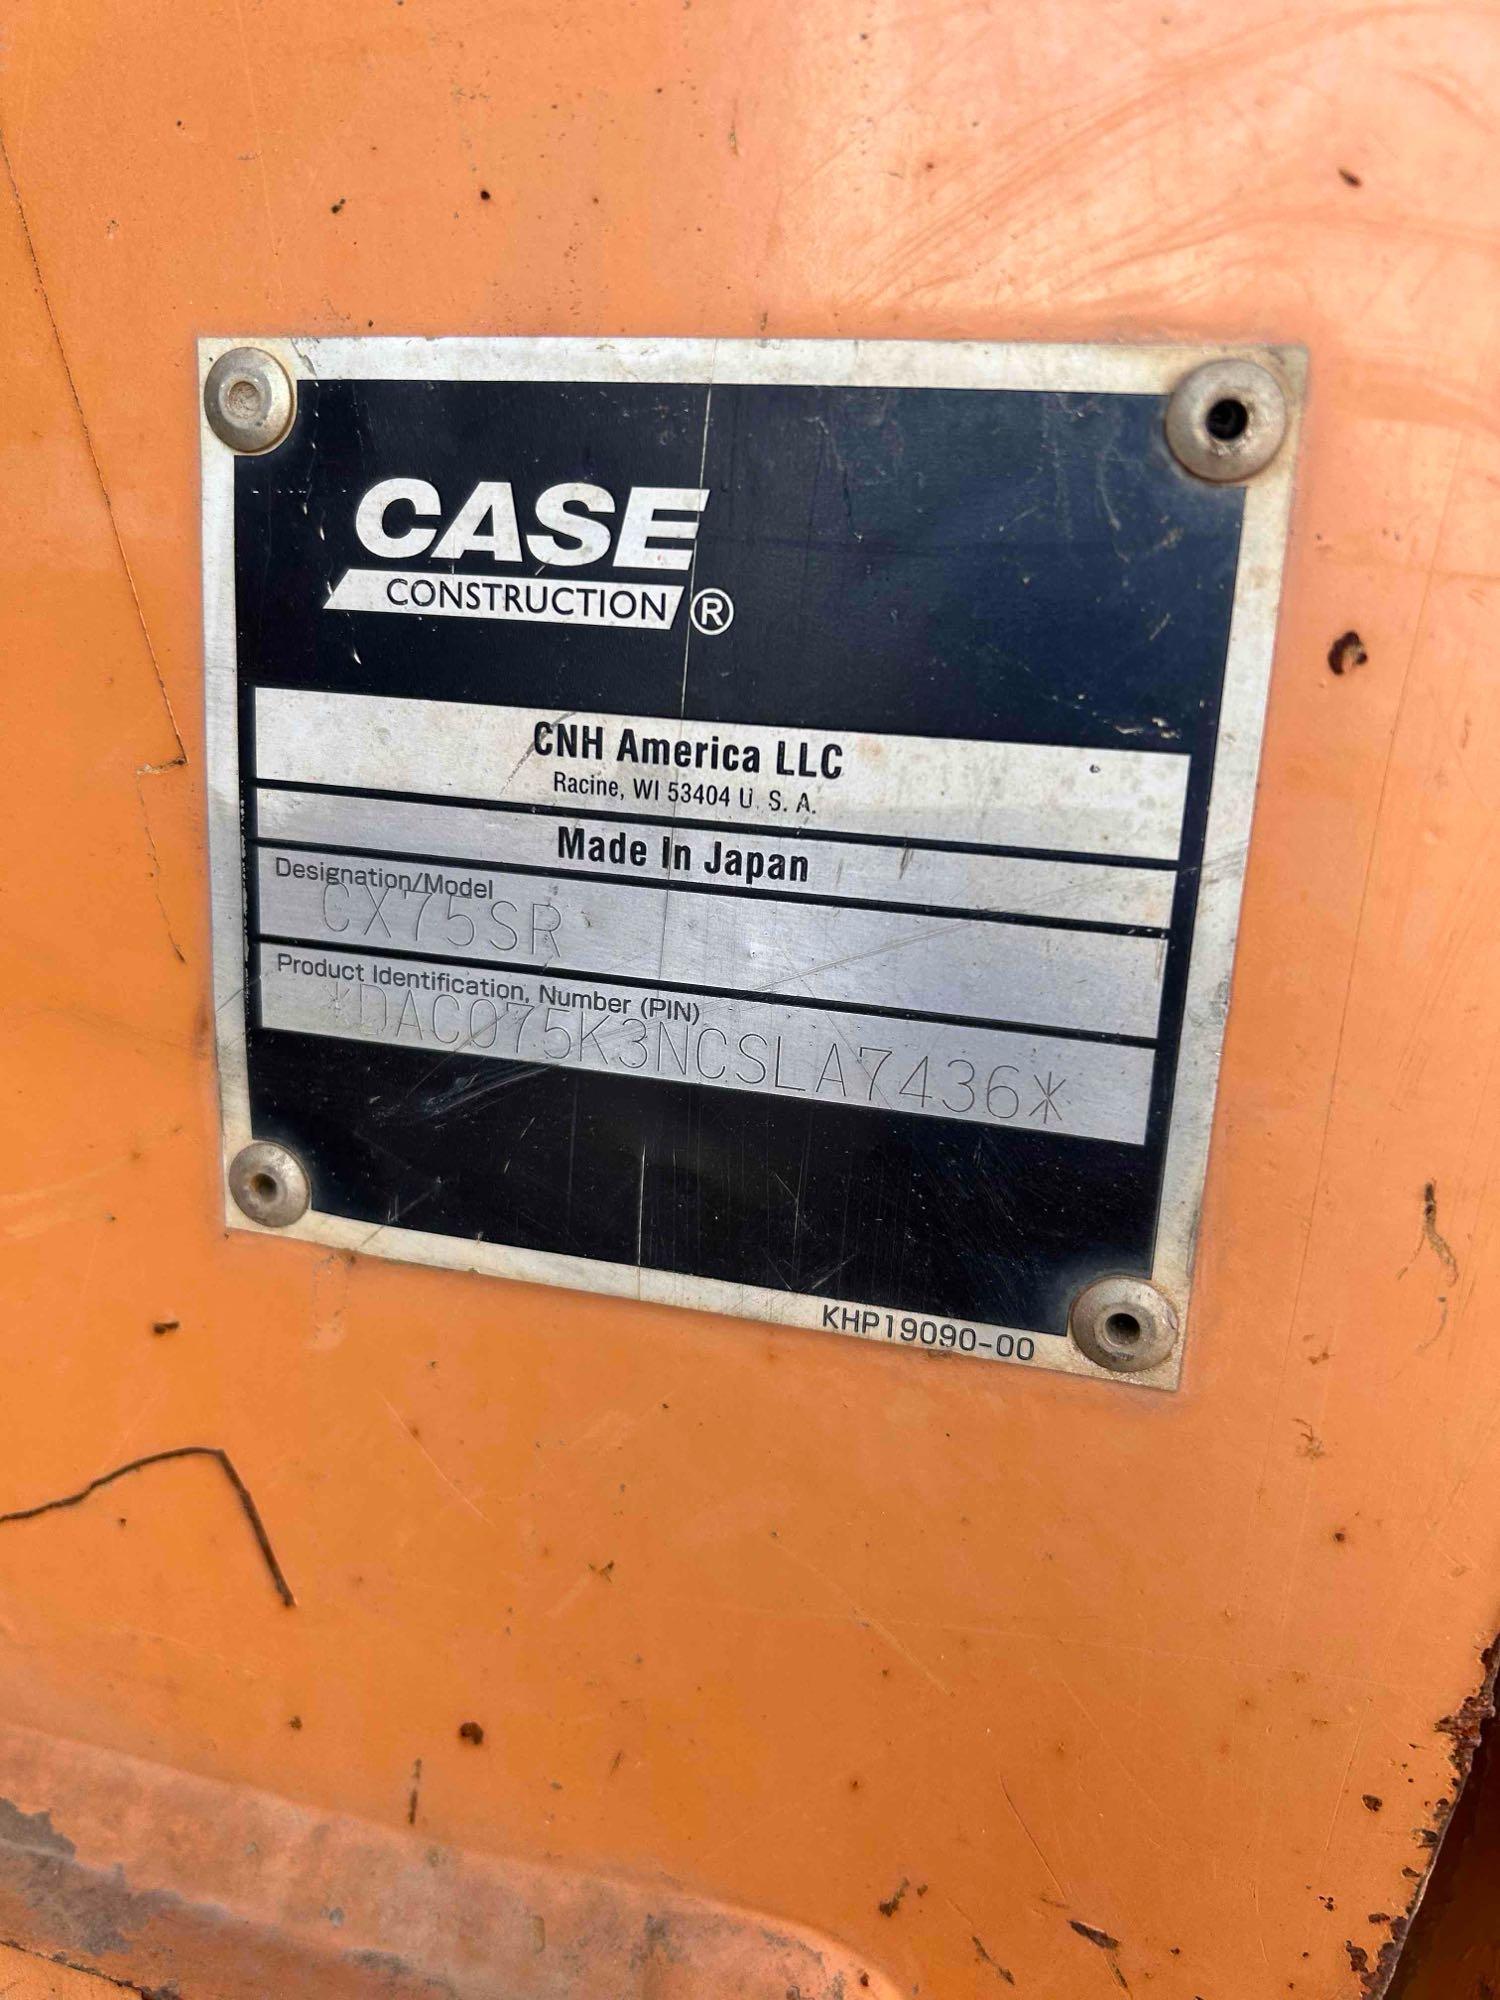 CASE
CONSTRUCTION ®
CNH America LLC
Racine, WI 53404 U. S. A.
Made In Japan
Designation/Model
CX75SR
Product Identification, Number (PIN)
*DAC075K3NCSLA7436*
KHP19090-00